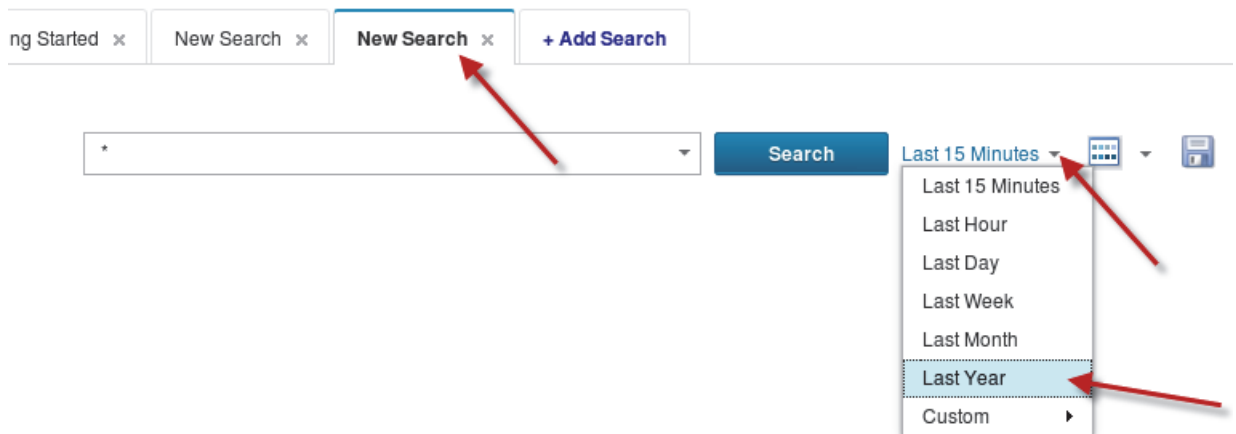 ng Started × New Search × New Search × + Add Search
* Search Last 15 Minutes
Last 15 Minutes
Last Hour
Last Day
Last Week
Last Month
Last Year
Custom